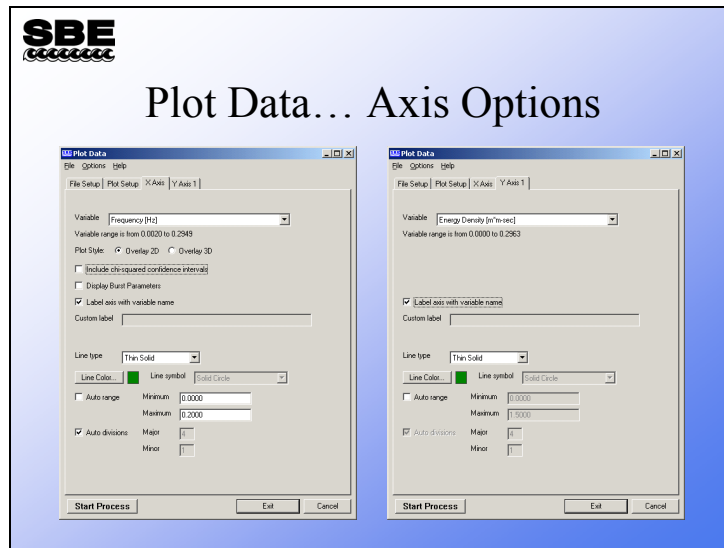 SBE
Plot Data… Axis Options
Plot Data
File Options Help
File Setup Plot Setup X Axis Y Axis 1
Variable Frequency [Hz]
Variable range is from 0.0020 to 0.2949
Plot Style: Overlay 2D Overlay 3D
Include chi-squared confidence intervals
Display Burst Parameters
Label axis with variable name
Custom label
Line type Thin Solid
Line Color... Line symbol Solid Circle
Auto range Minimum 0.0000
Maximum 0.2000
Auto divisions Major 4
Minor 1
Start Process Exit Cancel
Plot Data
File Options Help
File Setup Plot Setup X Axis Y Axis 1
Variable Energy Density [m^m-sec]
Variable range is from 0.0000 to 0.2963
Label axis with variable name
Custom label
Line type Thin Solid
Line Color... Line symbol Solid Circle
Auto range Minimum 0.0000
Maximum 1.5000
Auto divisions Major 4
Minor 1
Start Process Exit Cancel